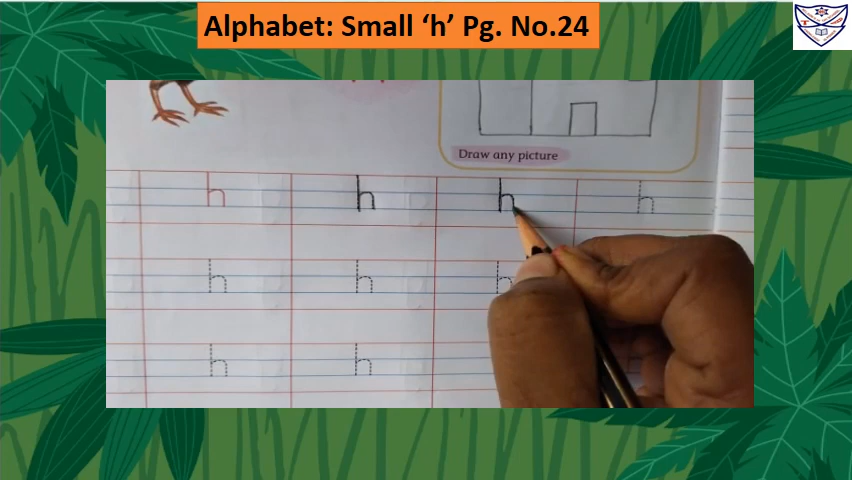 Alphabet: Small ‘h’ Pg. No.24
Draw any picture
h h h h
h h h
h h